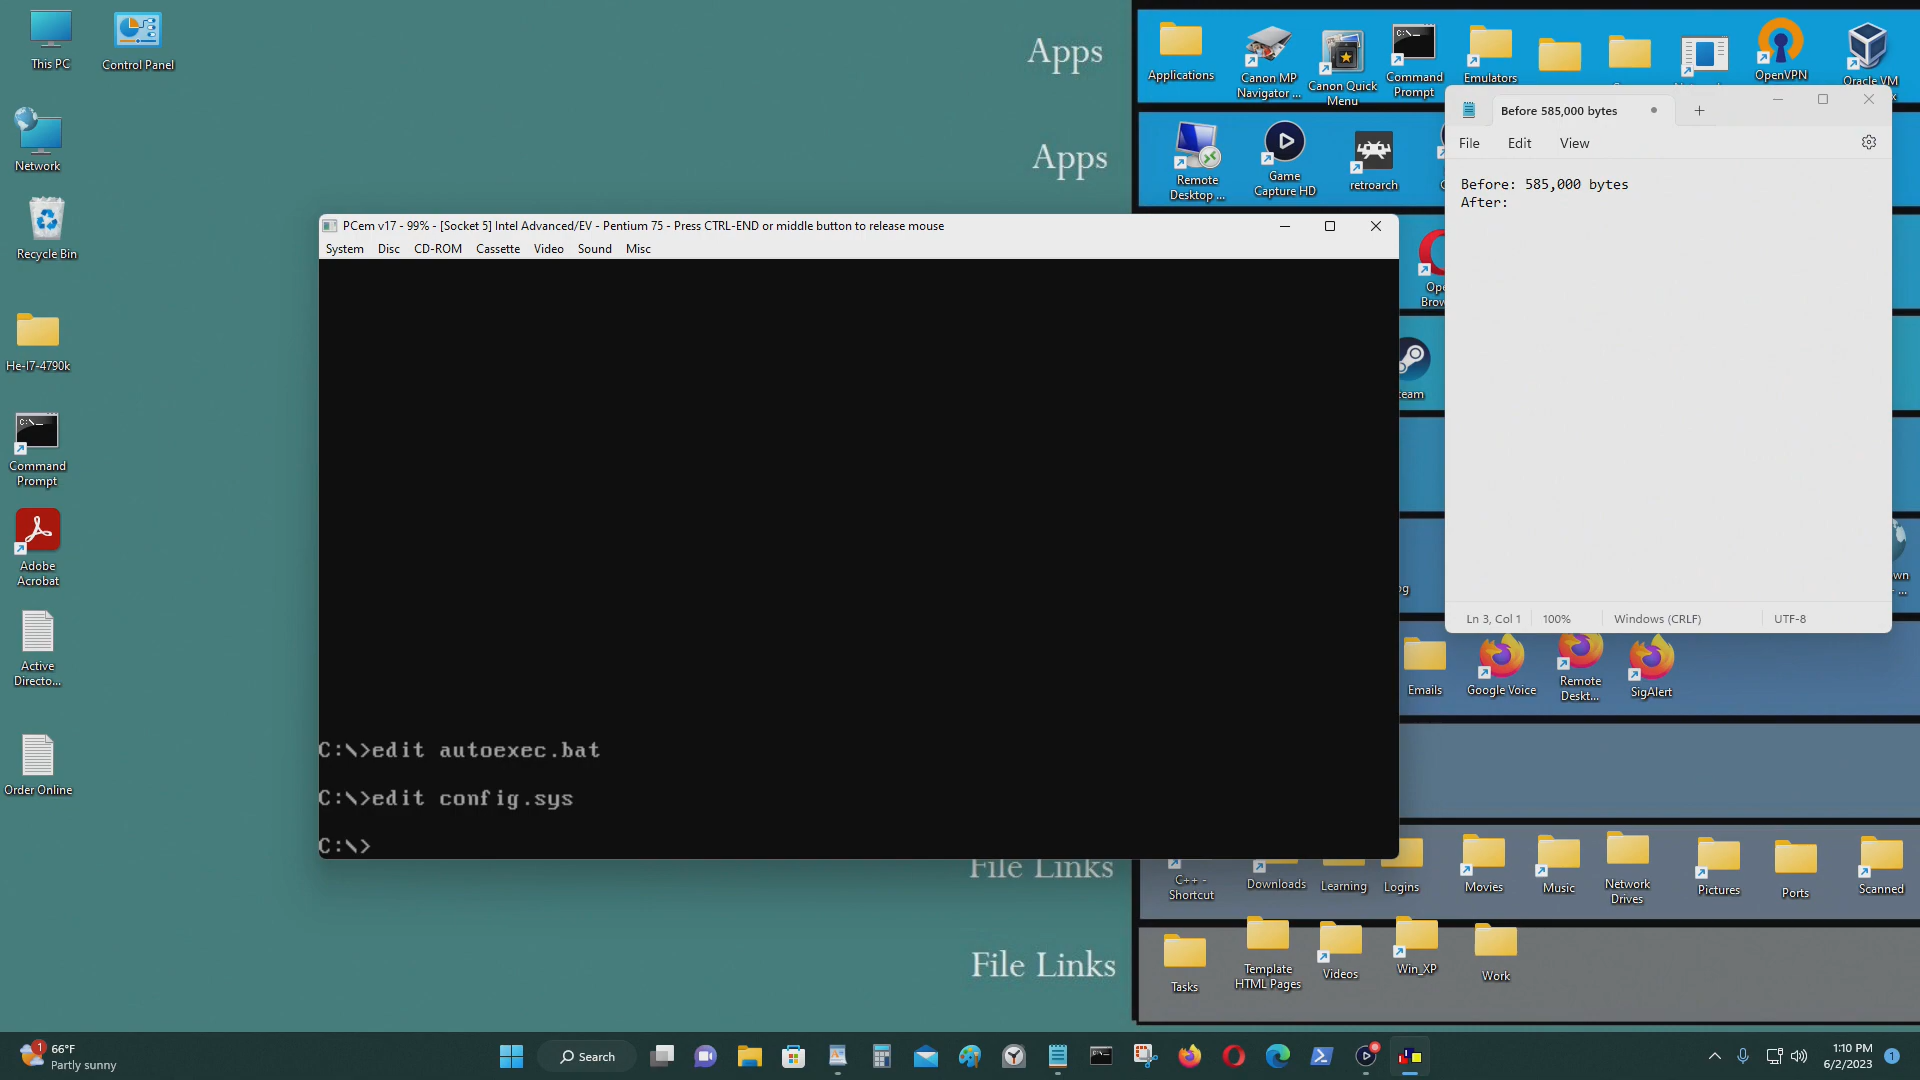 This PC
Control Panel
Network
Recycle Bin
He-I7-4790k
Command
Prompt
Adobe
Acrobat
Active
Directo...
Order Online
Apps
Apps
File Links
File Links
Applications
Canon MP
Navigator ...
Canon Quick
Menu
Command
Prompt
Emulators
OpenVPN
Oracle VM
Remote
Desktop ...
Game
Capture HD
retroarch
PCem v17 - 99% - [Socket 5] Intel Advanced/EV - Pentium 75 - Press CTRL-END or middle button to release mouse
System Disc CD-ROM Cassette Video Sound Misc
C:\>edit autoexec.bat
C:\>edit config.sys
C:\>
Before 585,000 bytes
File Edit View
Before: 585,000 bytes
After:
Ln 3, Col 1 100% Windows (CRLF) UTF-8
Emails
Google Voice
Remote
Deskt...
SigAlert
C++ -
Shortcut
Downloads
Learning
Logins
Movies
Music
Network
Drives
Pictures
Ports
Scanned
Tasks
Template
HTML Pages
Videos
Win_XP
Work
1
66°F
Partly sunny
Search
1:10 PM
6/2/2023
1